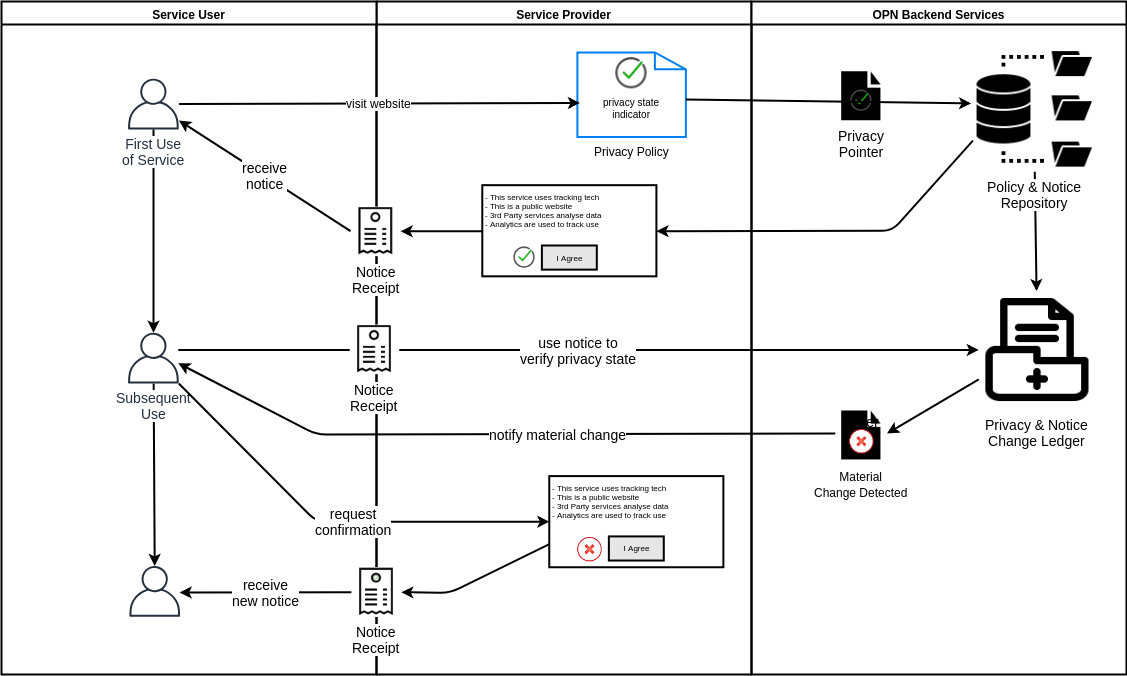 Service User
Service Provider
OPN Backend Services
visit website
privacy state
indicator
Privacy Policy
Privacy
Pointer
First Use
of Service
receive
notice
- This service uses tracking tech
- This is a public website
- 3rd Party services analyse data
- Analytics are used to track use
I Agree
Policy & Notice
Repository
Notice
Receipt
use notice to
verify privacy state
Notice
Receipt
Subsequent
Use
notify material change
Privacy & Notice
Change Ledger
Material
Change Detected
- This service uses tracking tech
- This is a public website
- 3rd Party services analyse data
- Analytics are used to track use
I Agree
request
confirmation
receive
new notice
Notice
Receipt